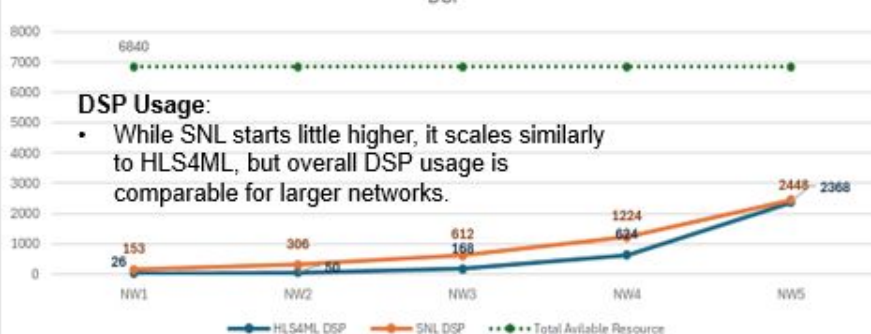 8000
6840
7000
6000
DSP Usage:
5000
• While SNL starts little higher, it scales similarly
4000
to HLS4ML, but overall DSP usage is
3000
comparable for larger networks.
2448 2368
2000
1224
1000
153 306 612 624
26 50 168
0
NW1 NW2 NW3 NW4 NW5
HLS4ML DSP SNL DSP Total Avilable Resource